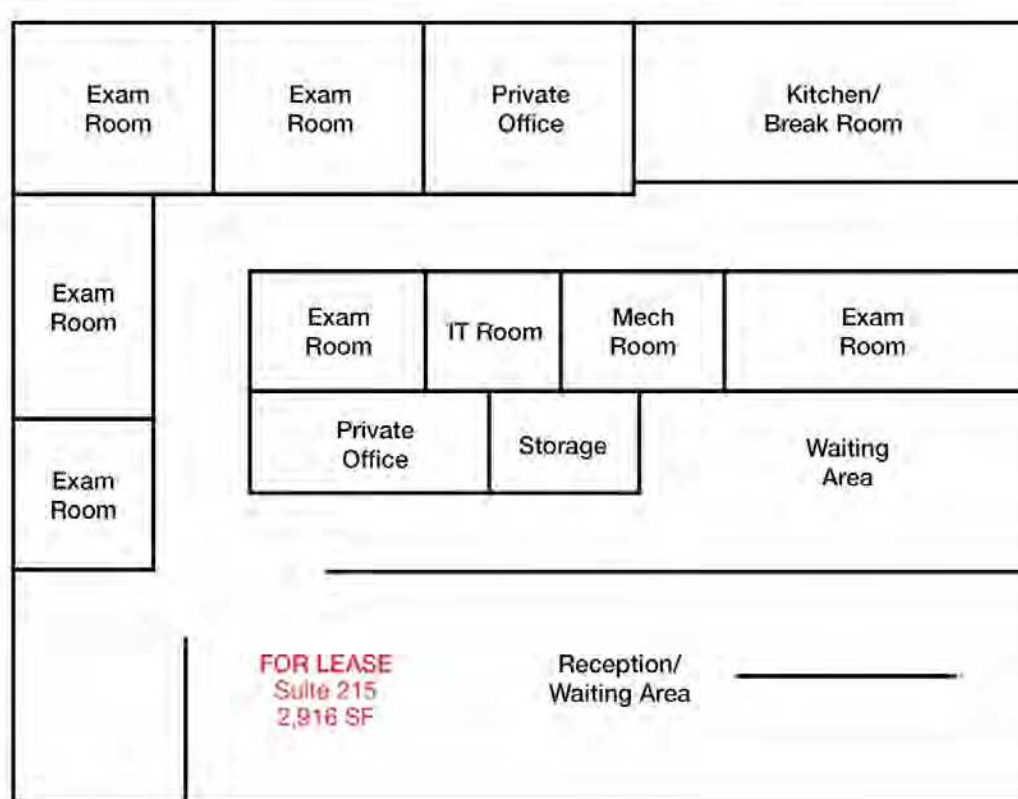 Exam
Room
Exam
Room
Private
Office
Kitchen/
Break Room
Exam
Room
Exam
Room
IT Room
Mech
Room
Exam
Room
Private
Office
Storage
Waiting
Area
Exam
Room
FOR LEASE
Suite 215
2,916 SF
Reception/
Waiting Area